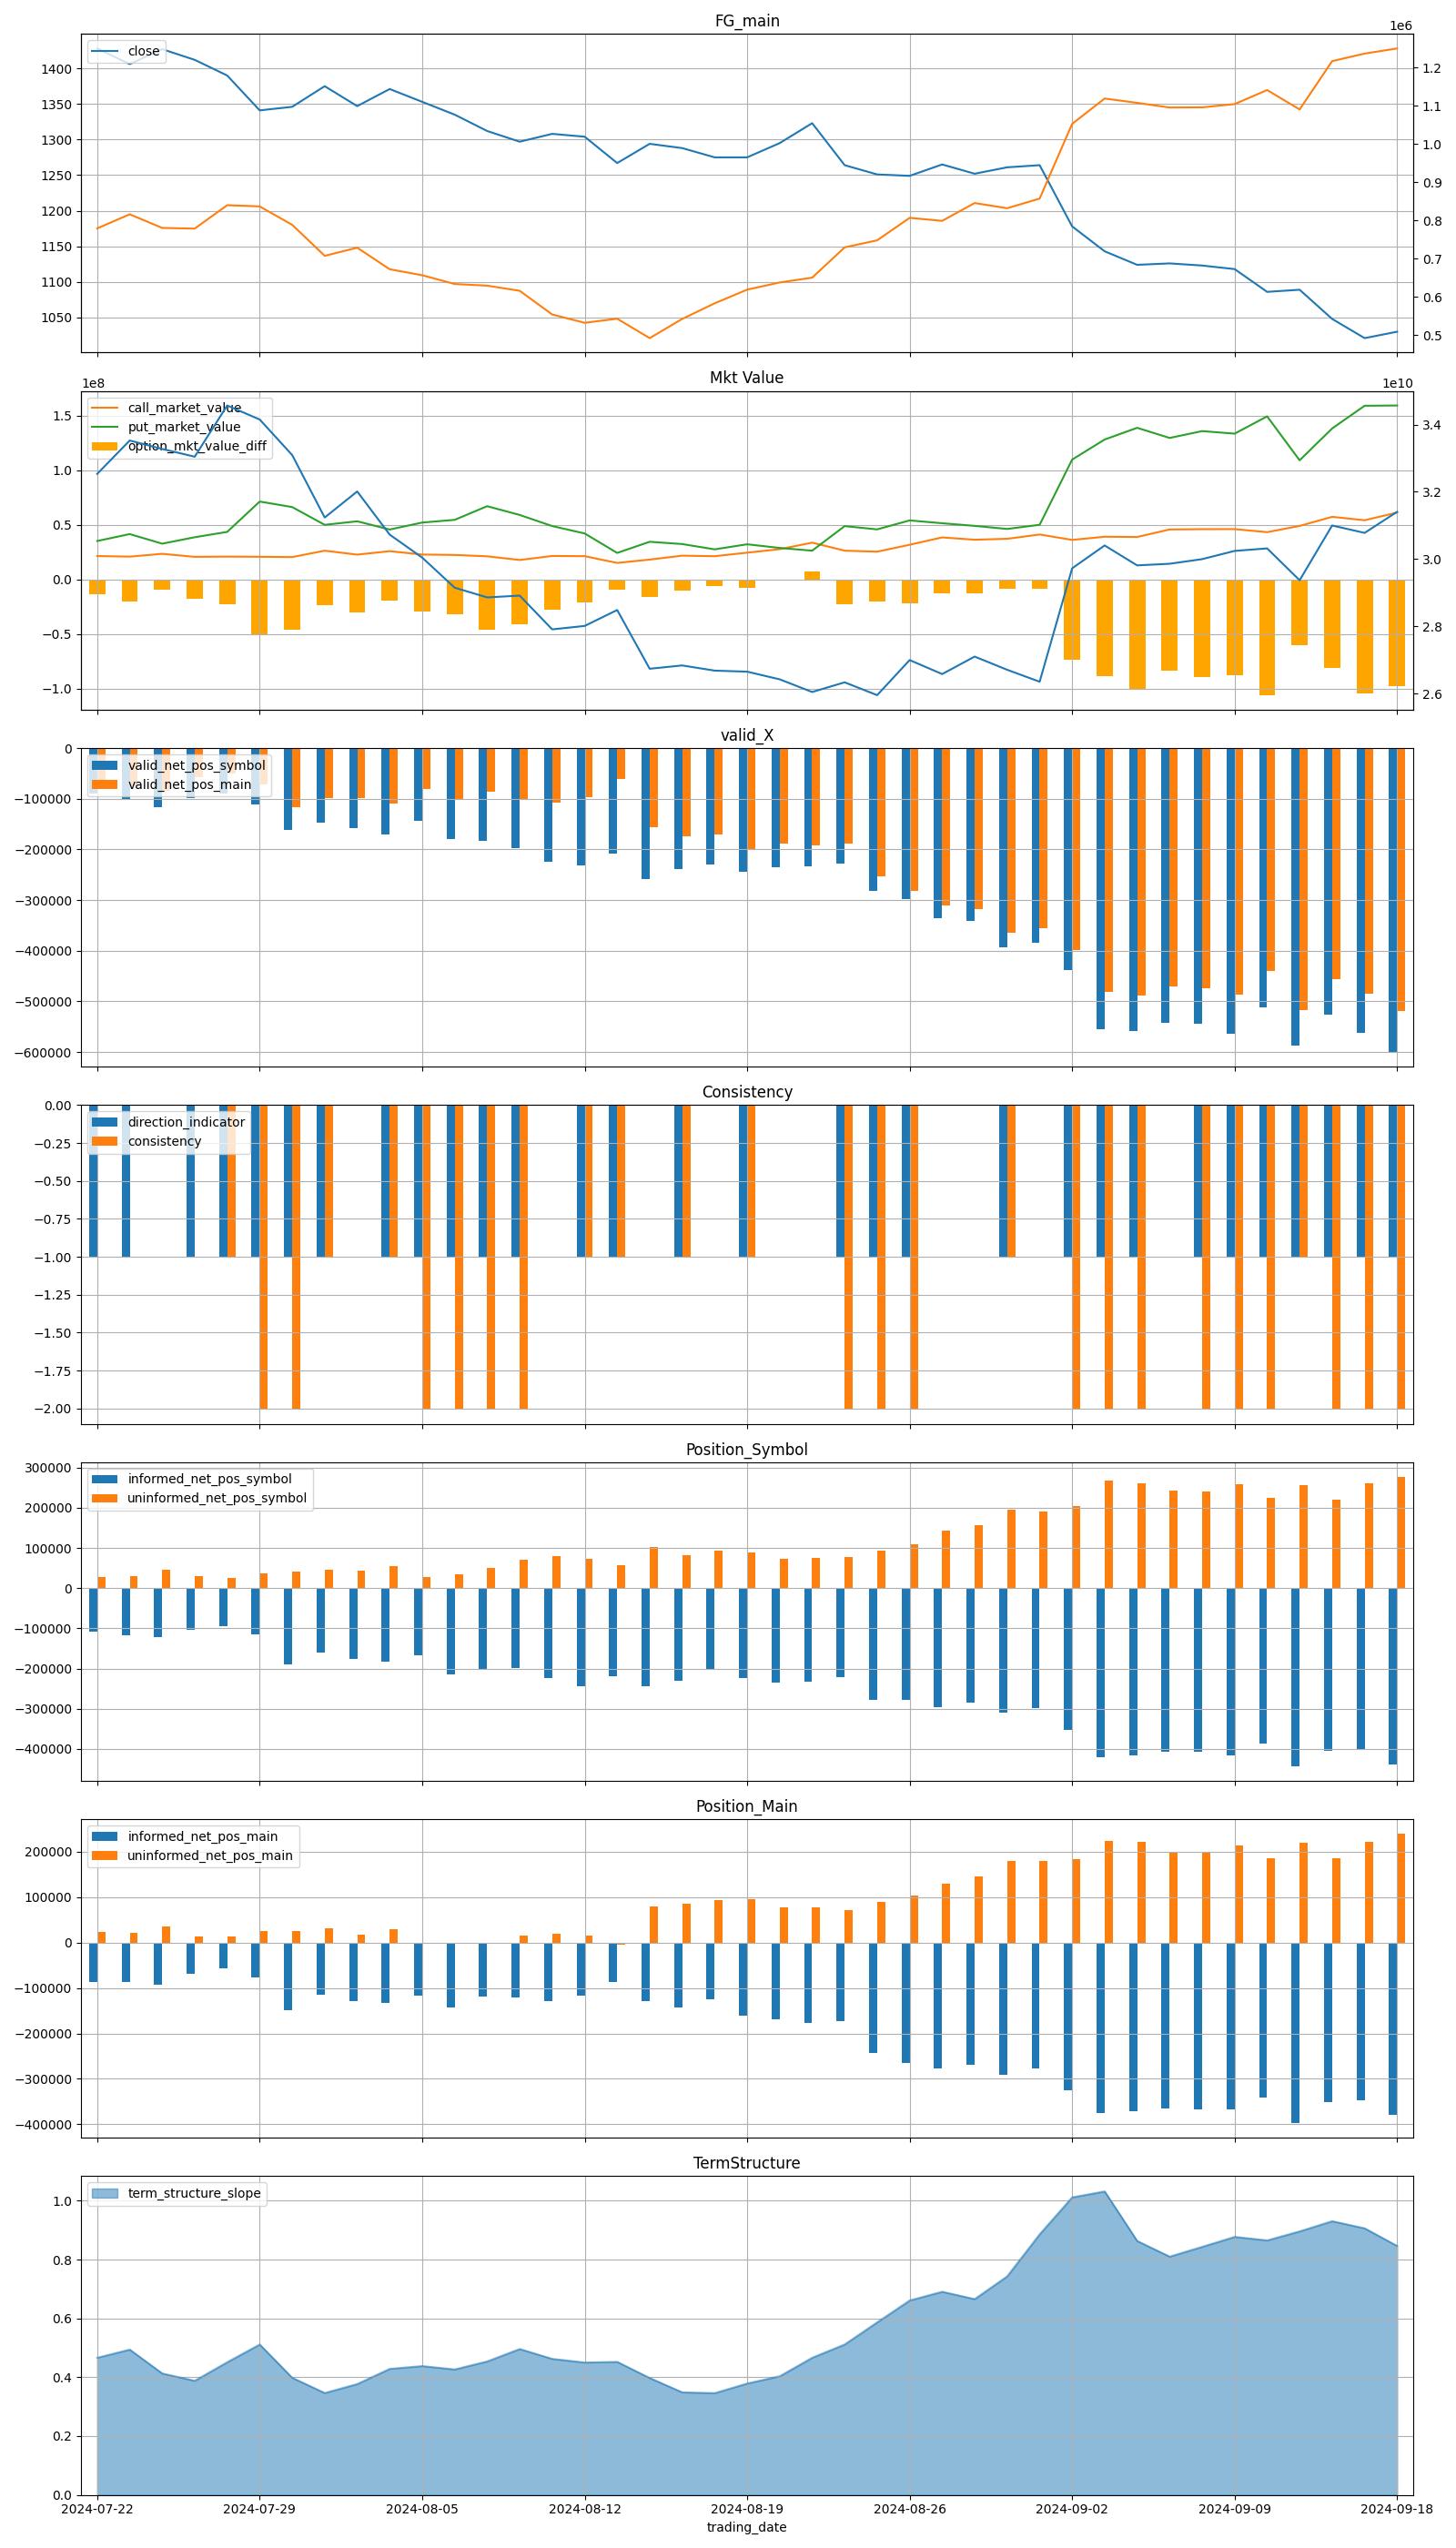 FG_main
1e6
close
1400
1350
1300
1250
1200
1150
1100
1050
1.2
1.1
1.0
0.9
0.8
0.7
0.6
0.5
Mkt Value
1e8
1e10
call_market_value
put_market_value
option_mkt_value_diff
1.5
1.0
0.5
0.0
−0.5
−1.0
3.4
3.2
3.0
2.8
2.6
valid_X
valid_net_pos_symbol
valid_net_pos_main
0
−100000
−200000
−300000
−400000
−500000
−600000
Consistency
direction_indicator
consistency
0.00
−0.25
−0.50
−0.75
−1.00
−1.25
−1.50
−1.75
−2.00
Position_Symbol
informed_net_pos_symbol
uninformed_net_pos_symbol
300000
200000
100000
0
−100000
−200000
−300000
−400000
Position_Main
informed_net_pos_main
uninformed_net_pos_main
200000
100000
0
−100000
−200000
−300000
−400000
TermStructure
term_structure_slope
1.0
0.8
0.6
0.4
0.2
0.0
2024-07-22 2024-07-29 2024-08-05 2024-08-12 2024-08-19 2024-08-26 2024-09-02 2024-09-09 2024-09-18
trading_date